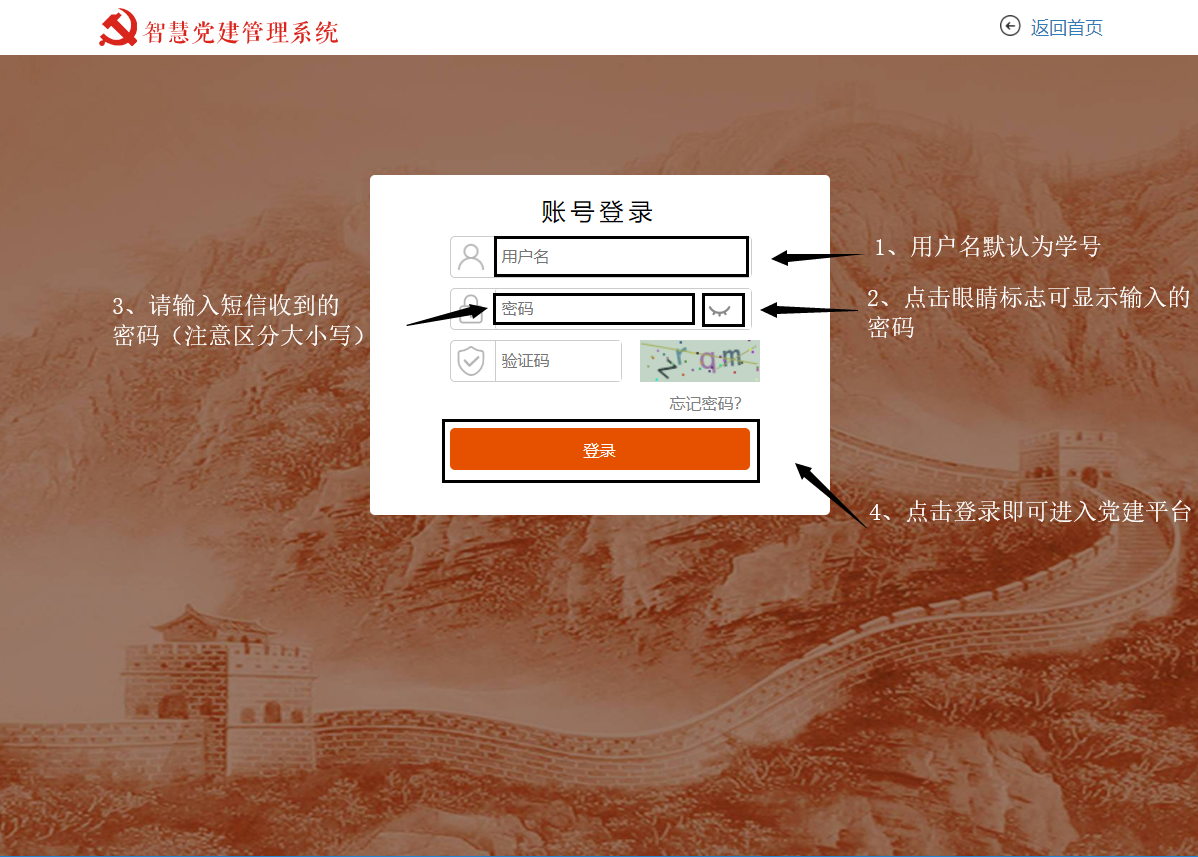 智慧党建管理系统
返回首页
账号登录
用户名
1、用户名默认为学号
密码
2、点击眼睛标志可显示输入的
密码
3、请输入短信收到的
密码（注意区分大小写）
验证码
zrqm
忘记密码?
登录
4、点击登录即可进入党建平台